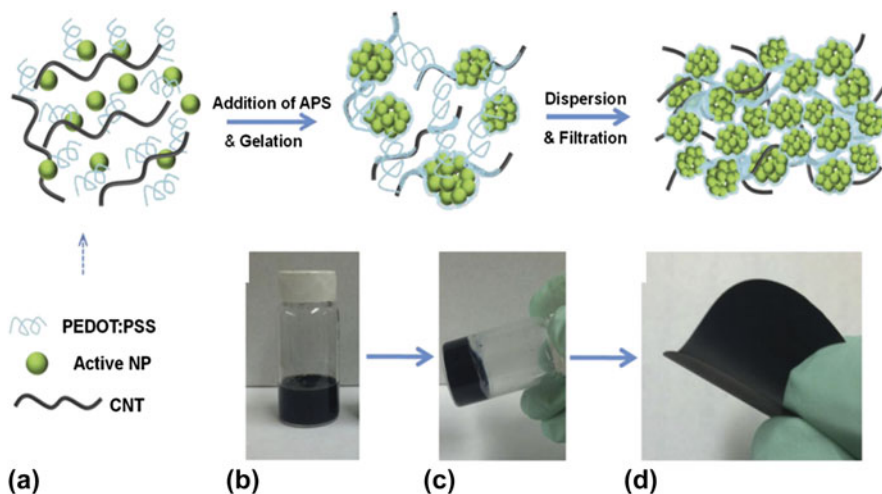 Addition of APS
& Gelation
Dispersion
& Filtration
PEDOT:PSS
Active NP
CNT
(a)
(b)
(c)
(d)